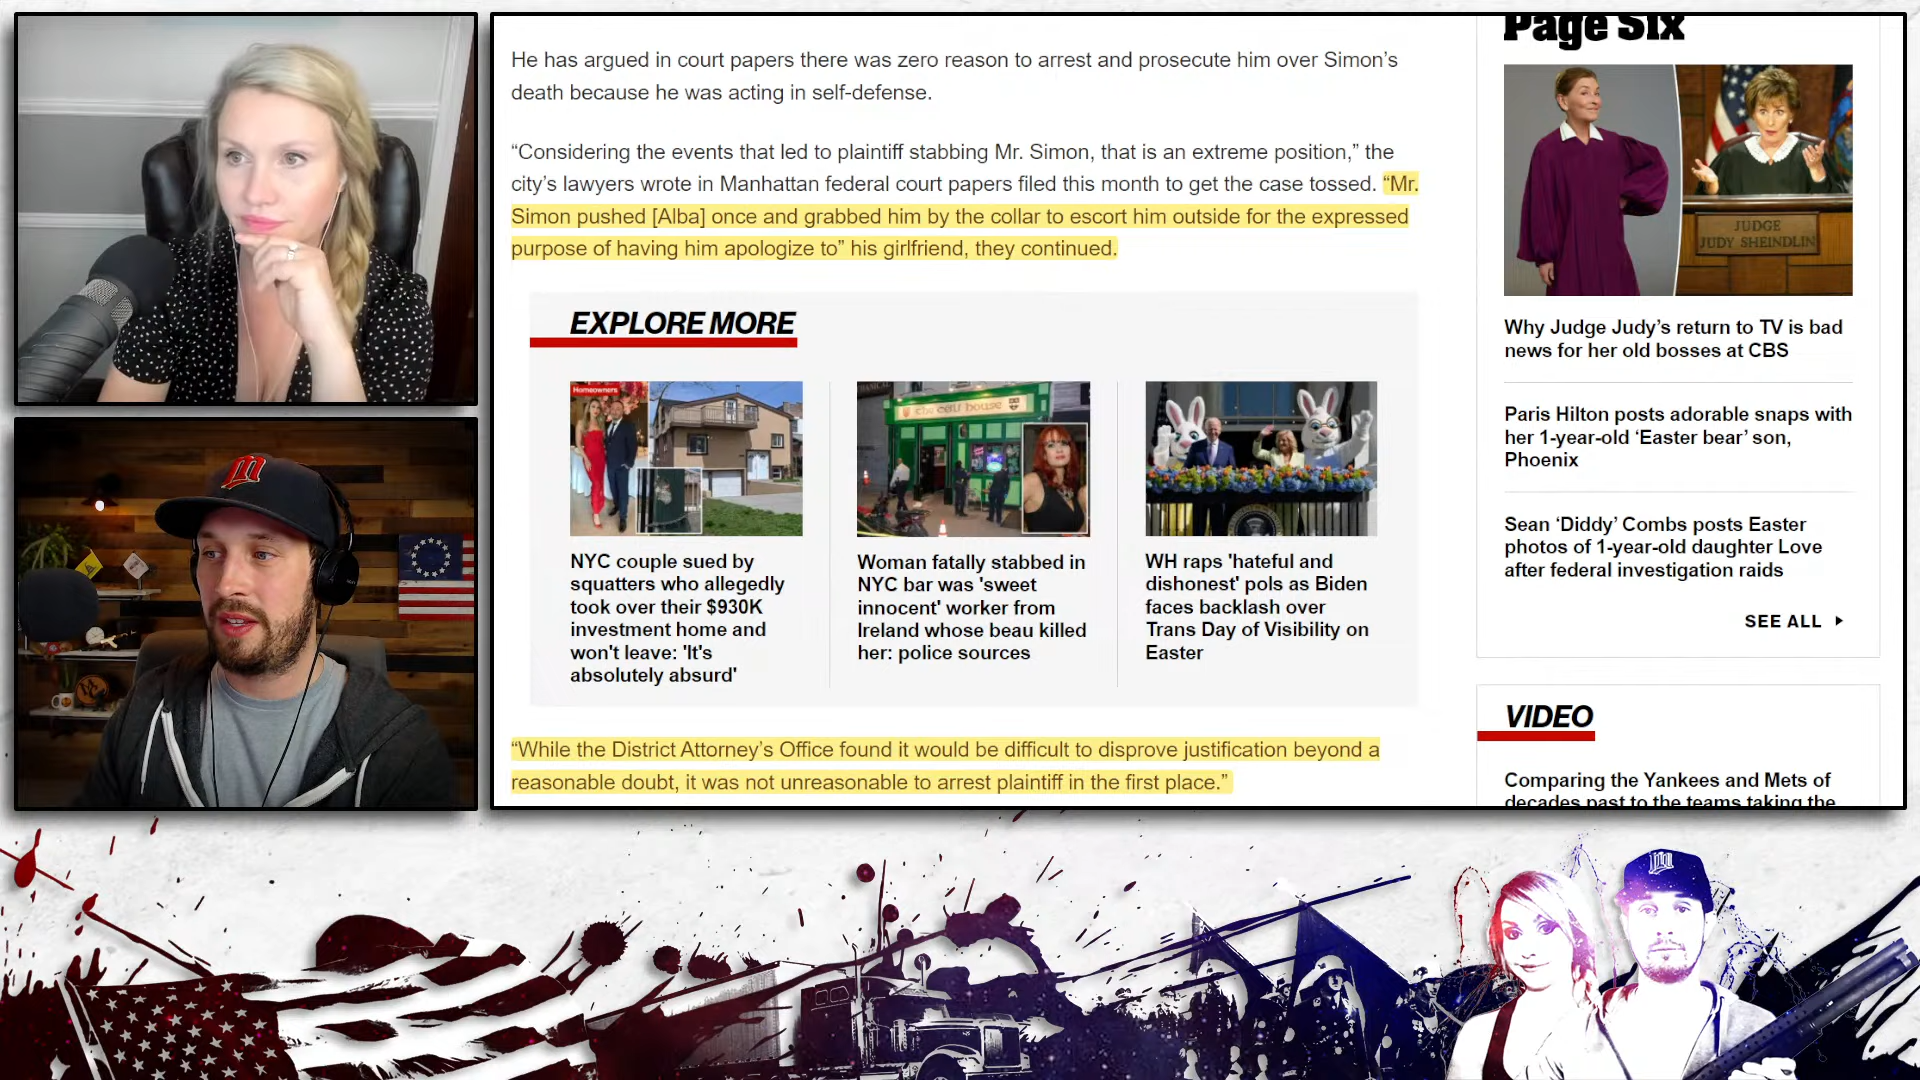 He has argued in court papers there was zero reason to arrest and prosecute him over Simon’s
death because he was acting in self-defense.
“Considering the events that led to plaintiff stabbing Mr. Simon, that is an extreme position,” the
city’s lawyers wrote in Manhattan federal court papers filed this month to get the case tossed. “Mr.
Simon pushed [Alba] once and grabbed him by the collar to escort him outside for the expressed
purpose of having him apologize to” his girlfriend, they continued.
EXPLORE MORE
Homeowners
NYC couple sued by
squatters who allegedly
took over their $930K
investment home and
won't leave: 'It's
absolutely absurd'
the ceili house
Woman fatally stabbed in
NYC bar was 'sweet
innocent' worker from
Ireland whose beau killed
her: police sources
WH raps 'hateful and
dishonest' pols as Biden
faces backlash over
Trans Day of Visibility on
Easter
“While the District Attorney’s Office found it would be difficult to disprove justification beyond a
reasonable doubt, it was not unreasonable to arrest plaintiff in the first place.”
Page Six
JUDGE
JUDY SHEINDLIN
Why Judge Judy’s return to TV is bad
news for her old bosses at CBS
Paris Hilton posts adorable snaps with
her 1-year-old ‘Easter bear’ son,
Phoenix
Sean ‘Diddy’ Combs posts Easter
photos of 1-year-old daughter Love
after federal investigation raids
SEE ALL
VIDEO
Comparing the Yankees and Mets of
decades past to the teams taking the